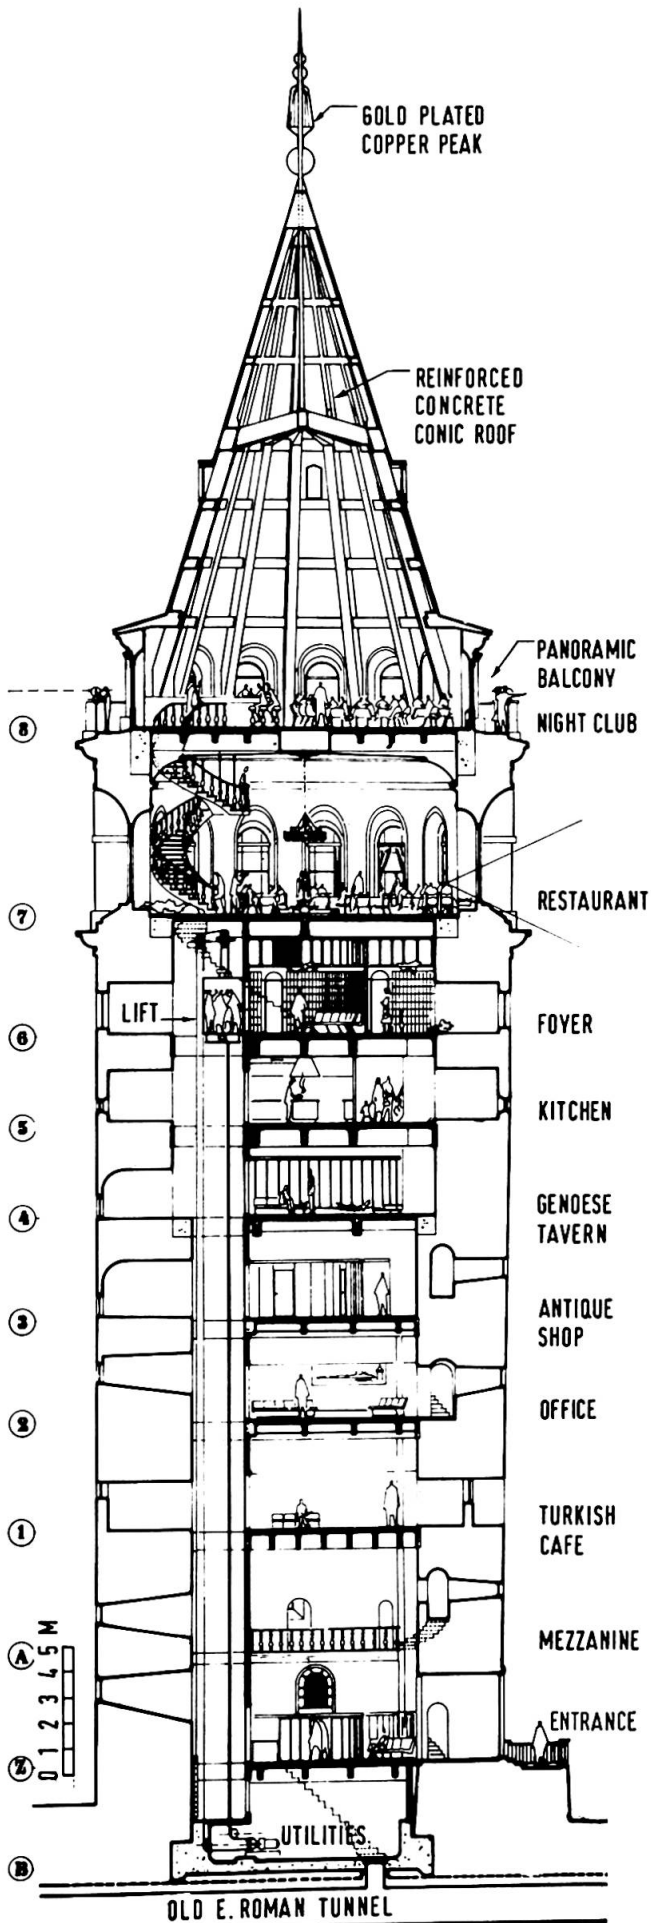 GOLD PLATED
COPPER PEAK
REINFORCED
CONCRETE
CONIC ROOF
PANORAMIC
BALCONY
8
NIGHT CLUB
7
RESTAURANT
LIFT
6
FOYER
5
KITCHEN
4
GENOESE
TAVERN
3
ANTIQUE
SHOP
2
OFFICE
1
TURKISH
CAFE
A
MEZZANINE
0 1 2 3 4 5 M
Z
ENTRANCE
UTILITIES
B
OLD E. ROMAN TUNNEL